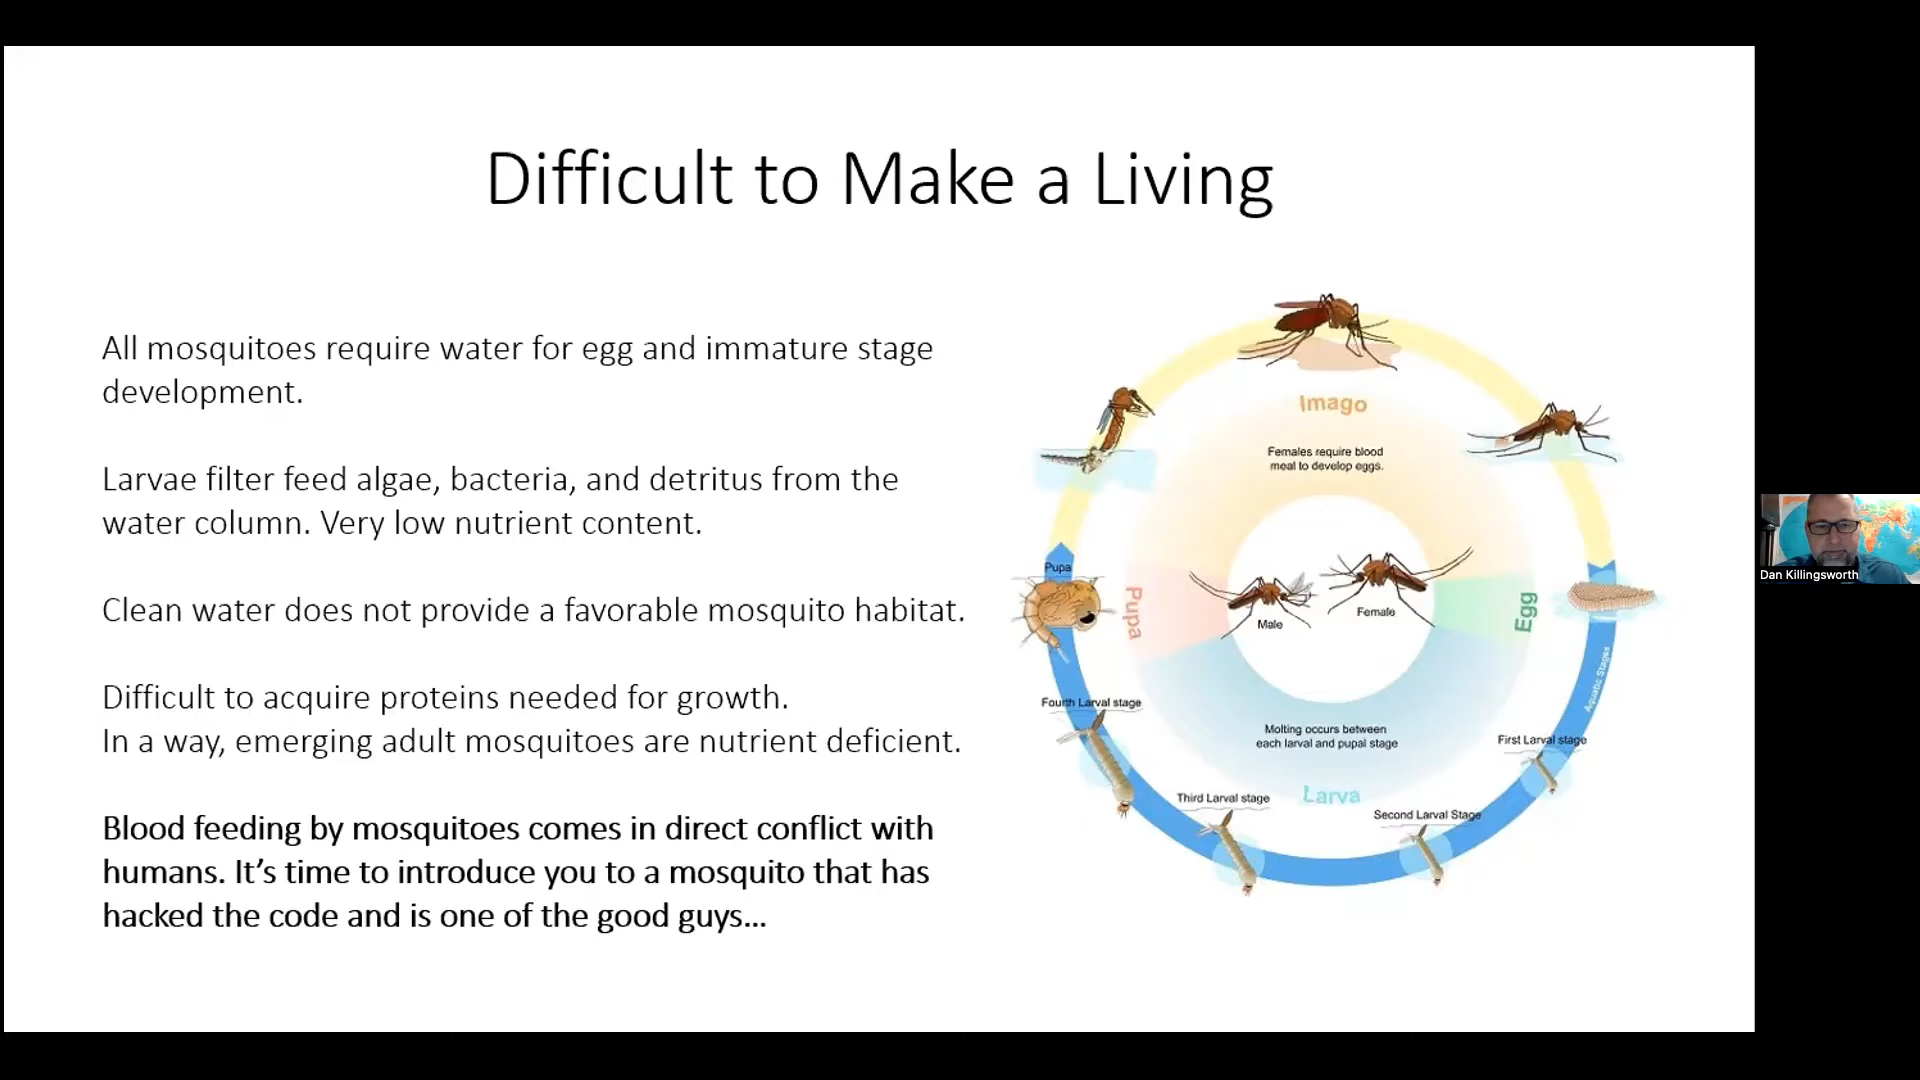 Difficult to Make a Living
All mosquitoes require water for egg and immature stage
development.
Larvae filter feed algae, bacteria, and detritus from the
water column. Very low nutrient content.
Clean water does not provide a favorable mosquito habitat.
Difficult to acquire proteins needed for growth.
In a way, emerging adult mosquitoes are nutrient deficient.
Blood feeding by mosquitoes comes in direct conflict with
humans. It’s time to introduce you to a mosquito that has
hacked the code and is one of the good guys…
Imago
Females require blood
meal to develop eggs.
Pupa
Pupa
Male
Female
Egg
Aquatic Stages
Fourth Larval stage
Molting occurs between
each larval and pupal stage
First Larval stage
Third Larval stage
Larva
Second Larval Stage
Dan Killingsworth